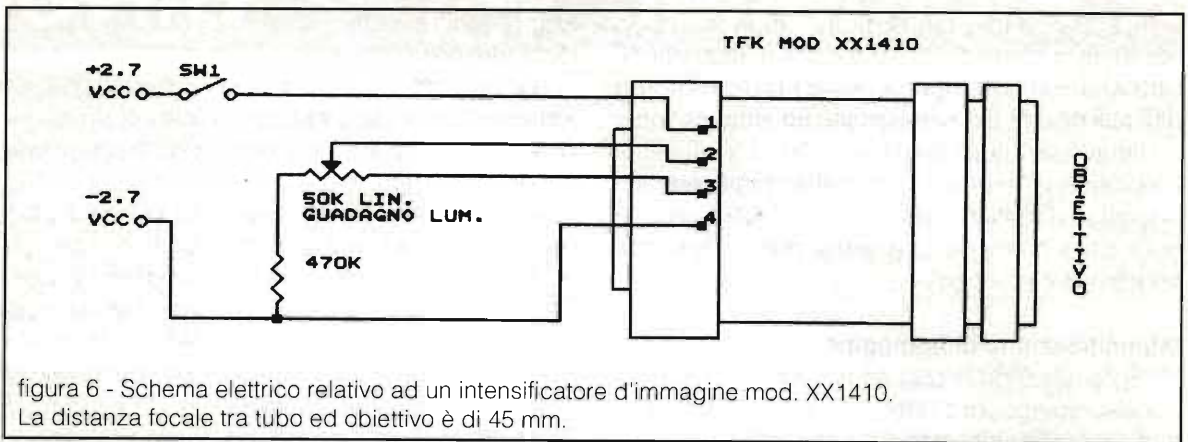 TFK MOD XX1410
+2.7 SW1
VCC
1
2
3
4
50K LIN.
GUADAGNO LUM.
-2.7
VCC
470K
OBIETTIVO
figura 6 - Schema elettrico relativo ad un intensificatore d'immagine mod. XX1410.
La distanza focale tra tubo ed obiettivo è di 45 mm.